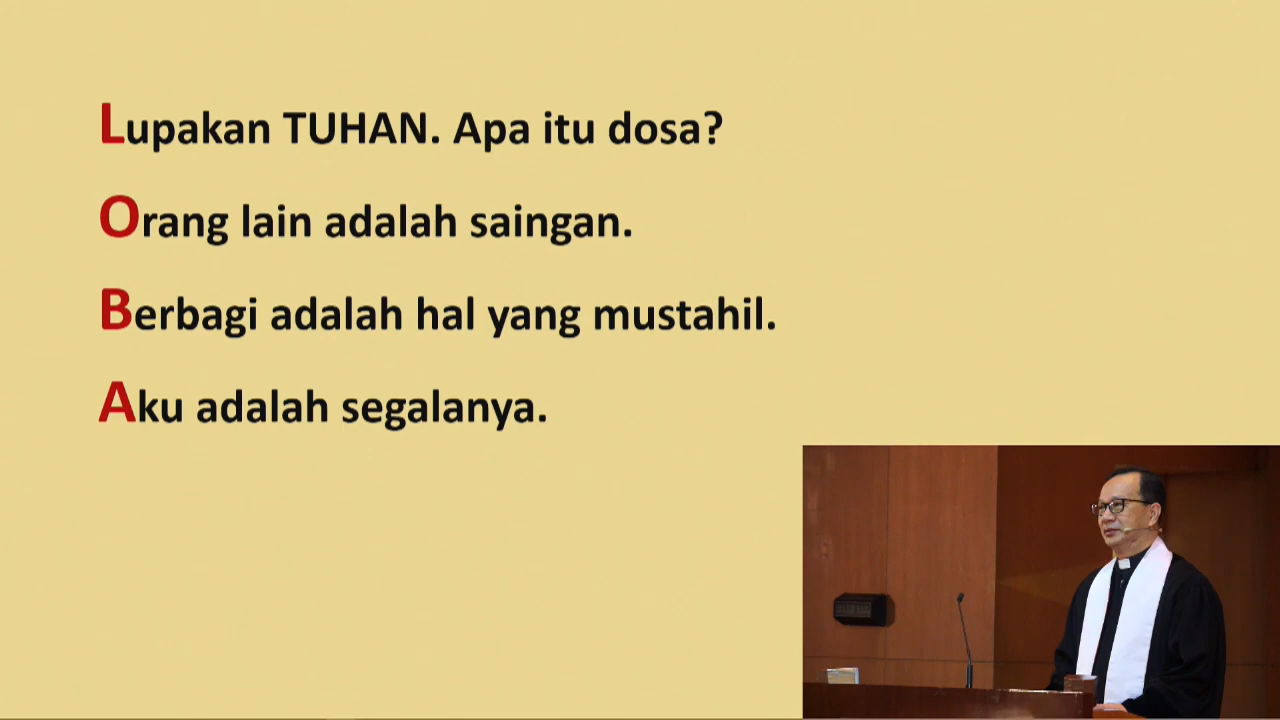 Lupakan TUHAN. Apa itu dosa?
Orang lain adalah saingan.
Berbagi adalah hal yang mustahil.
Aku adalah segalanya.